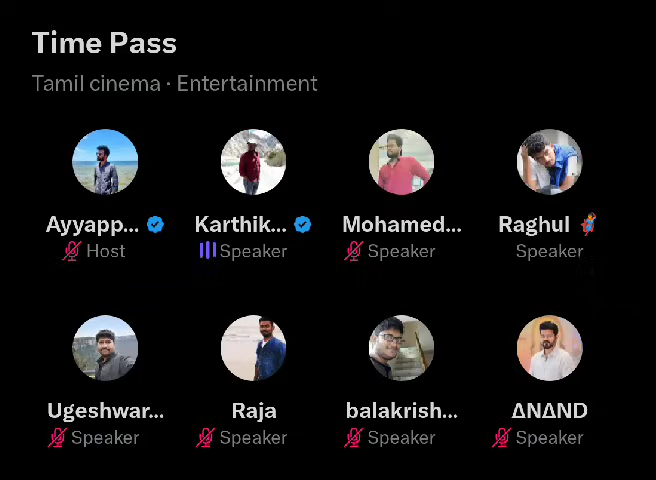 Time Pass
Tamil cinema · Entertainment
Ayyapp... Karthik... Mohamed... Raghul
Host Speaker Speaker Speaker
Ugeshwar... Raja balakrish... ΔNΔND
Speaker Speaker Speaker Speaker